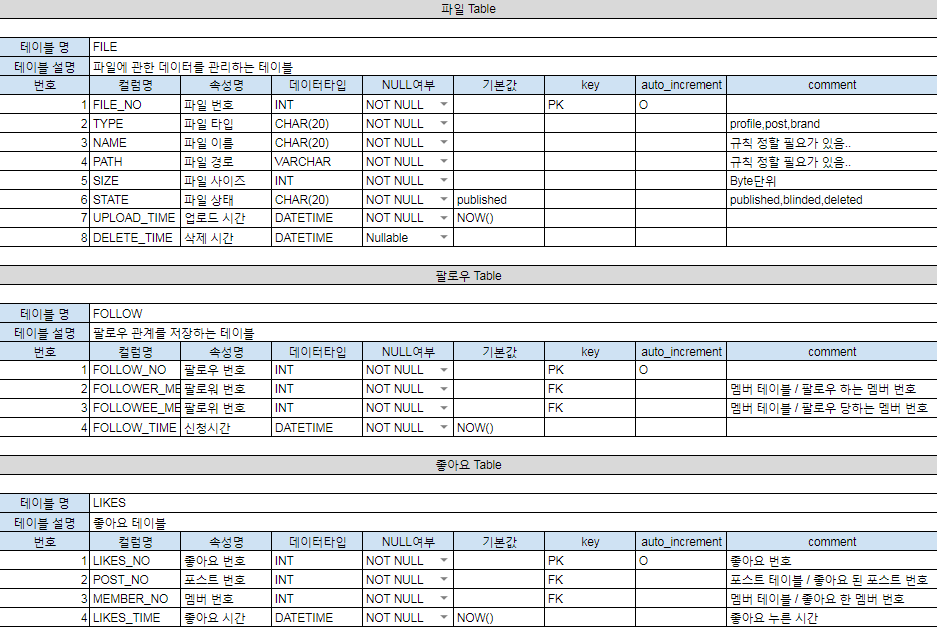 파일 Table
테이블 명 FILE
테이블 설명 파일에 관한 데이터를 관리하는 테이블
번호 컬럼명 속성명 데이터타입 NULL여부 기본값 key auto_increment comment
1 FILE_NO 파일 번호 INT NOT NULL PK O
2 TYPE 파일 타입 CHAR(20) NOT NULL profile,post,brand
3 NAME 파일 이름 CHAR(20) NOT NULL 규칙 정할 필요가 있음..
4 PATH 파일 경로 VARCHAR NOT NULL 규칙 정할 필요가 있음..
5 SIZE 파일 사이즈 INT NOT NULL Byte단위
6 STATE 파일 상태 CHAR(20) NOT NULL published published,blinded,deleted
7 UPLOAD_TIME 업로드 시간 DATETIME NOT NULL NOW()
8 DELETE_TIME 삭제 시간 DATETIME Nullable
팔로우 Table
테이블 명 FOLLOW
테이블 설명 팔로우 관계를 저장하는 테이블
번호 컬럼명 속성명 데이터타입 NULL여부 기본값 key auto_increment comment
1 FOLLOW_NO 팔로우 번호 INT NOT NULL PK O
2 FOLLOWER_ME 팔로워 번호 INT NOT NULL FK 멤버 테이블 / 팔로우 하는 멤버 번호
3 FOLLOWEE_ME 팔로위 번호 INT NOT NULL FK 멤버 테이블 / 팔로우 당하는 멤버 번호
4 FOLLOW_TIME 신청시간 DATETIME NOT NULL NOW()
좋아요 Table
테이블 명 LIKES
테이블 설명 좋아요 테이블
번호 컬럼명 속성명 데이터타입 NULL여부 기본값 key auto_increment comment
1 LIKES_NO 좋아요 번호 INT NOT NULL PK O 좋아요 번호
2 POST_NO 포스트 번호 INT NOT NULL FK 포스트 테이블 / 좋아요 된 포스트 번호
3 MEMBER_NO 멤버 번호 INT NOT NULL FK 멤버 테이블 / 좋아요 한 멤버 번호
4 LIKES_TIME 좋아요 시간 DATETIME NOT NULL NOW() 좋아요 누른 시간